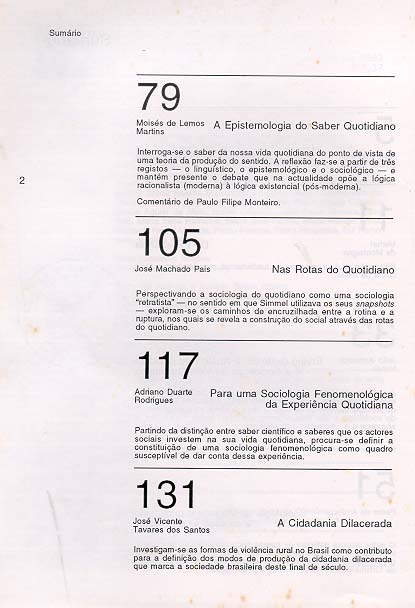 Sumário
79
Moisés de Lemos
Martins
A Epistemologia do Saber Quotidiano
Interroga-se o saber da nossa vida quotidiana do ponto de vista de
uma teoria da produção do sentido. A reflexão faz-se a partir de três
registos — o linguístico, o epistemológico e o sociológico — e
mantém presente o debate que na actualidade opõe a lógica
racionalista (moderna) à lógica existencial (pós-moderna).
2
Comentário de Paulo Filipe Monteiro.
105
José Machado Pais
Nas Rotas do Quotidiano
Perspectivando a sociologia do quotidiano como uma sociologia
"retratista" — no sentido em que Simmel utilizava os seus snapshots
— exploram-se os caminhos de encruzilhada entre a rotina e a
ruptura, nos quais se revela a construção do social através das rotas
do quotidiano.
117
Adriano Duarte
Rodrigues
Para uma Sociologia Fenomenológica
da Experiência Quotidiana
Partindo da distinção entre saber científico e saberes que os actores
sociais investem na sua vida quotidiana, procura-se definir a
constituição de uma sociologia fenomenológica como quadro
susceptível de dar conta dessa experiência.
131
José Vicente
Tavares dos Santos
A Cidadania Dilacerada
Investigam-se as formas de violência rural no Brasil como contributo
para a definição dos modos de produção da cidadania dilacerada
que marca a sociedade brasileira deste final de século.